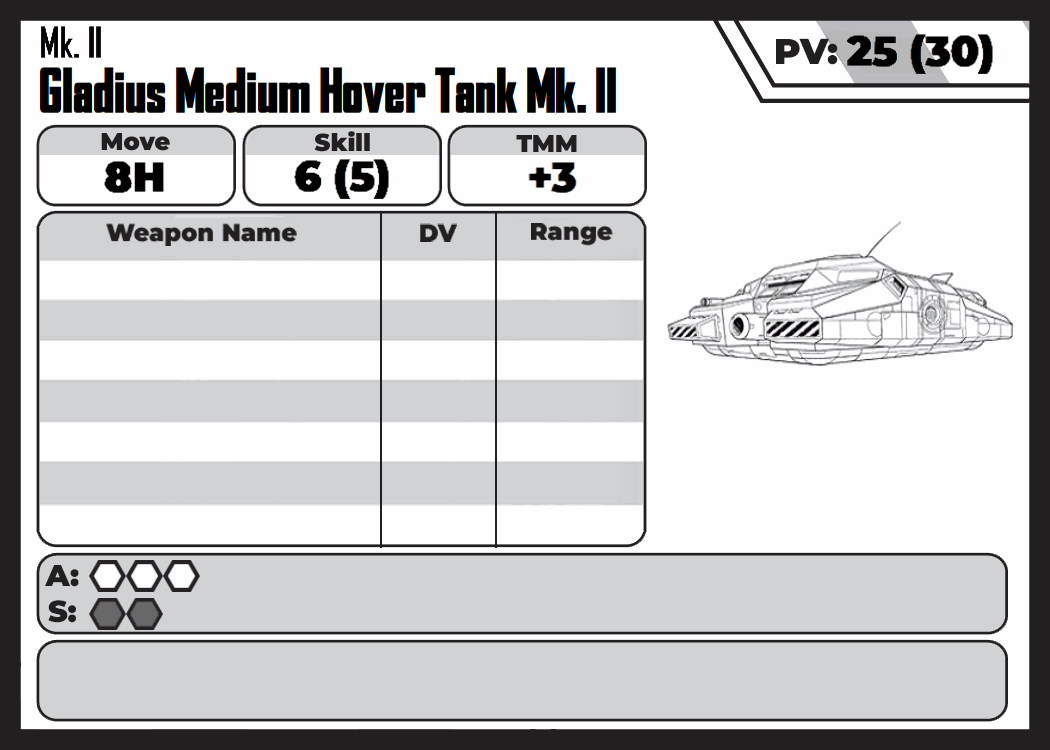 Mk. II
Gladius Medium Hover Tank Mk. II
PV: 25 (30)
Move Skill TMM
8H 6 (5) +3
Weapon Name DV Range
A:
S: